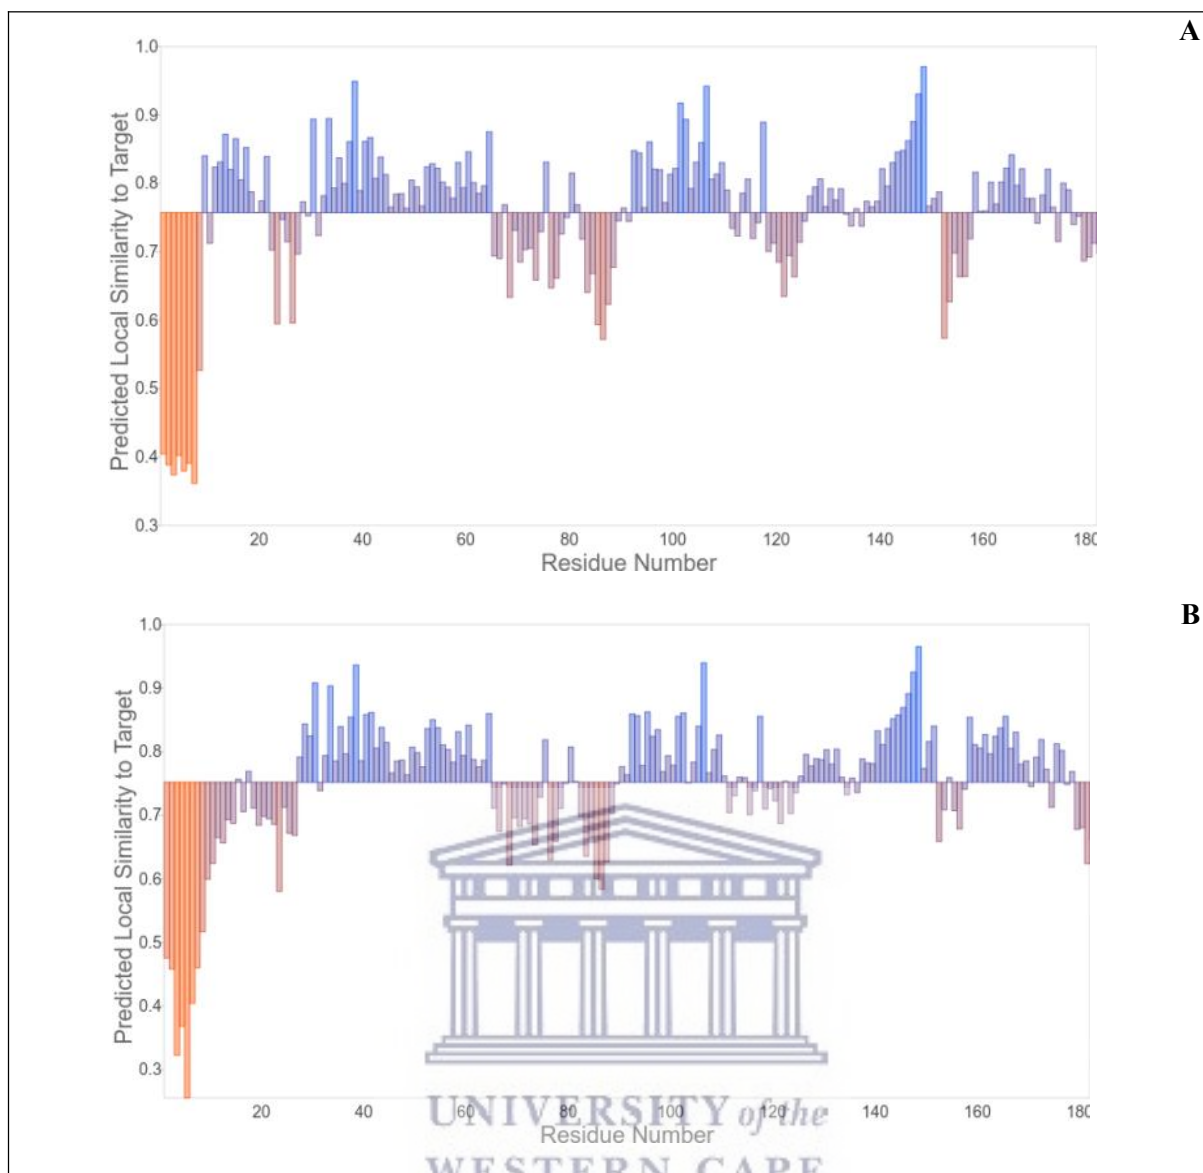 A
Predicted Local Similarity to Target
1.0
0.9
0.8
0.7
0.6
0.5
0.4
0.3
20 40 60 80 100 120 140 160 180
Residue Number
B
Predicted Local Similarity to Target
1.0
0.9
0.8
0.7
0.6
0.5
0.4
0.3
20 40 60 80 100 120 140 160 180
UNIVERSITY of the
Residue Number
WESTERN CAPE